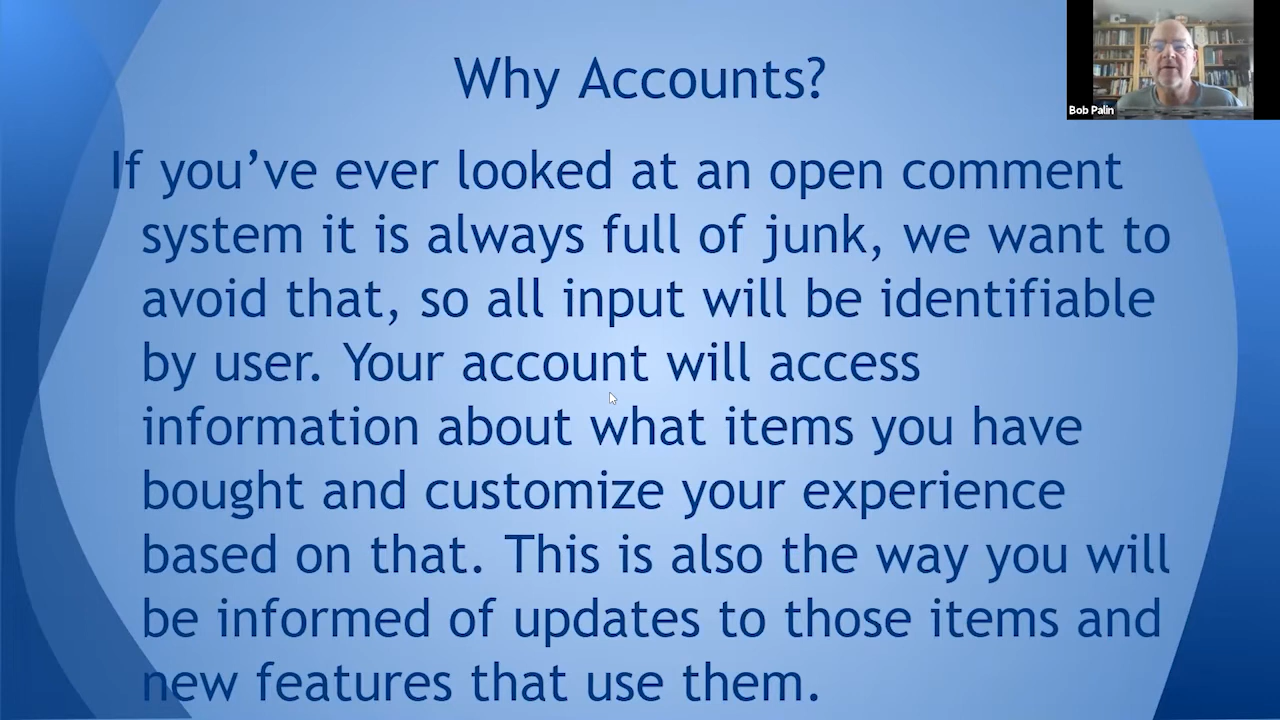 Why Accounts?
Bob Palin
If you’ve ever looked at an open comment
system it is always full of junk, we want to
avoid that, so all input will be identifiable
by user. Your account will access
information about what items you have
bought and customize your experience
based on that. This is also the way you will
be informed of updates to those items and
new features that use them.